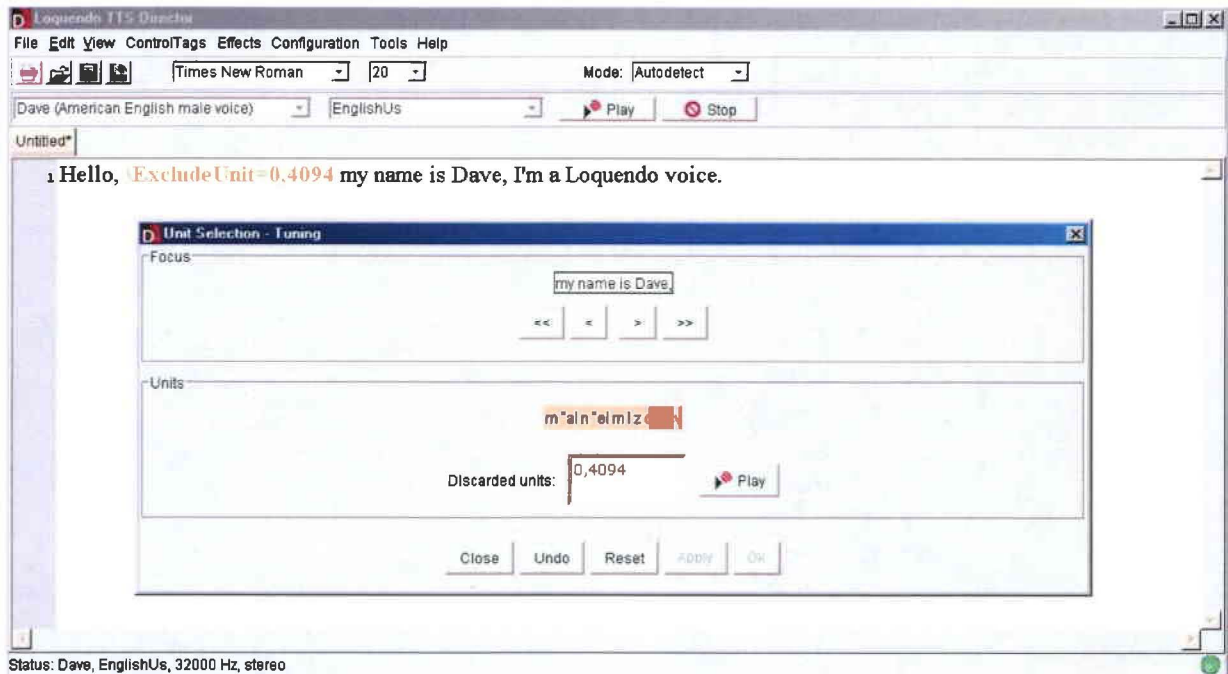 Loquendo TTS Director
File Edit View ControlTags Effects Configuration Tools Help
Times New Roman 20 Mode: Autodetect
Dave (American English male voice) EnglishUs Play Stop
Untitled*
1 Hello, \ExcludeUnit=0,4094 my name is Dave, I'm a Loquendo voice.
Unit Selection - Tuning
Focus
my name is Dave,
<< < > >>
Units
Discarded units: 0,4094 Play
Close Undo Reset Apply Ok
Status: Dave, EnglishUs, 32000 Hz, stereo